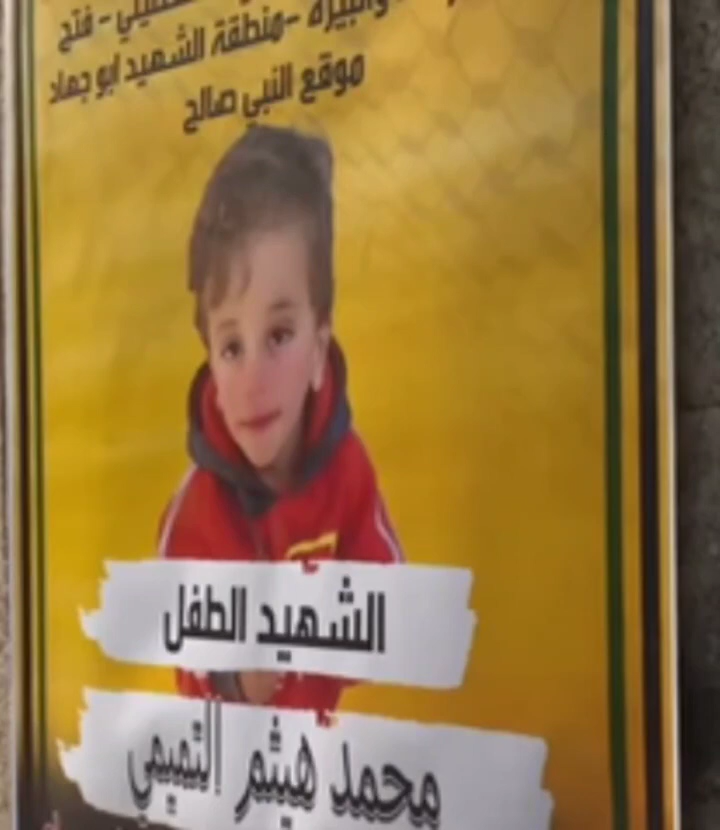 فتح
والبيرة - منطقة الشهيد ابو جهاد
موقع النبي صالح
الشهيد الطفل
محمد هيثم التميمي